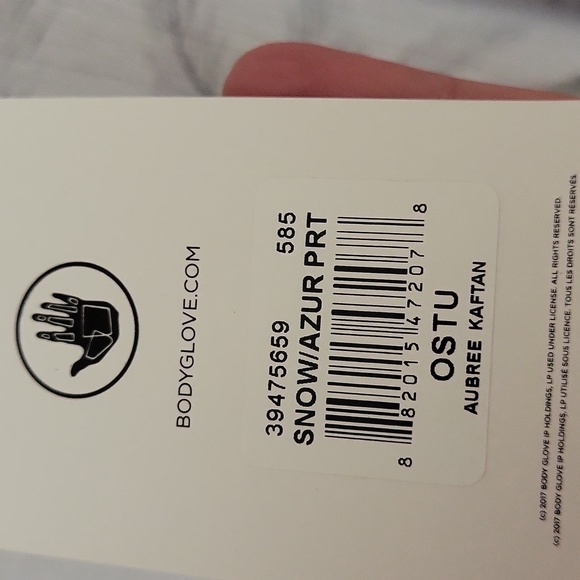 BODYGLOVE.COM
39475659 585
SNOW/AZUR PRT
8 82015 47207 8
OSTU
AUBREE KAFTAN
(c) 2017 BODY GLOVE IP HOLDINGS, LP USED UNDER LICENSE. ALL RIGHTS RESERVED.
(c) 2017 BODY GLOVE IP HOLDINGS, LP UTILISÉ SOUS LICENCE. TOUS LES DROITS SONT RÉSERVÉS.